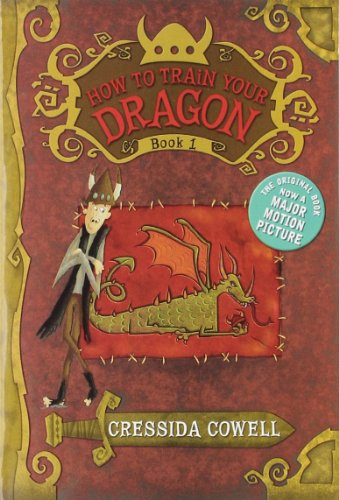 HOW TO TRAiN YOUR
DRAGON
Book 1
THE ORIGINAL BOOK
NOW A
MAJOR
MOTION
PICTURE
CRESSIDA COWELL